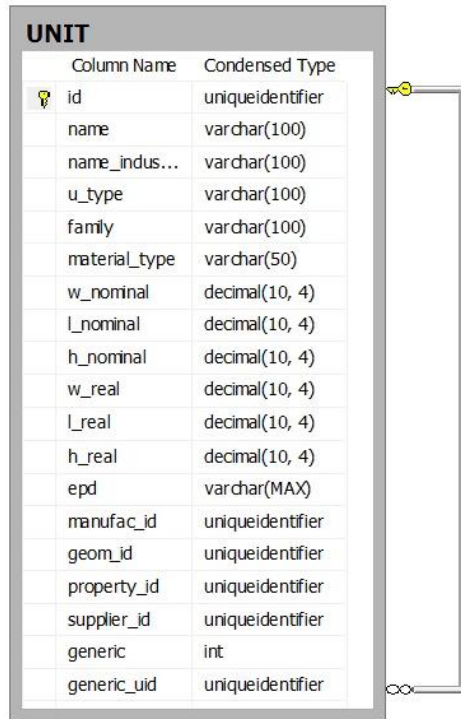 UNIT
Column Name Condensed Type
id uniqueidentifier
name varchar(100)
name_indus... varchar(100)
u_type varchar(100)
family varchar(100)
material_type varchar(50)
w_nominal decimal(10, 4)
l_nominal decimal(10, 4)
h_nominal decimal(10, 4)
w_real decimal(10, 4)
l_real decimal(10, 4)
h_real decimal(10, 4)
epd varchar(MAX)
manufac_id uniqueidentifier
geom_id uniqueidentifier
property_id uniqueidentifier
supplier_id uniqueidentifier
generic int
generic_uid uniqueidentifier